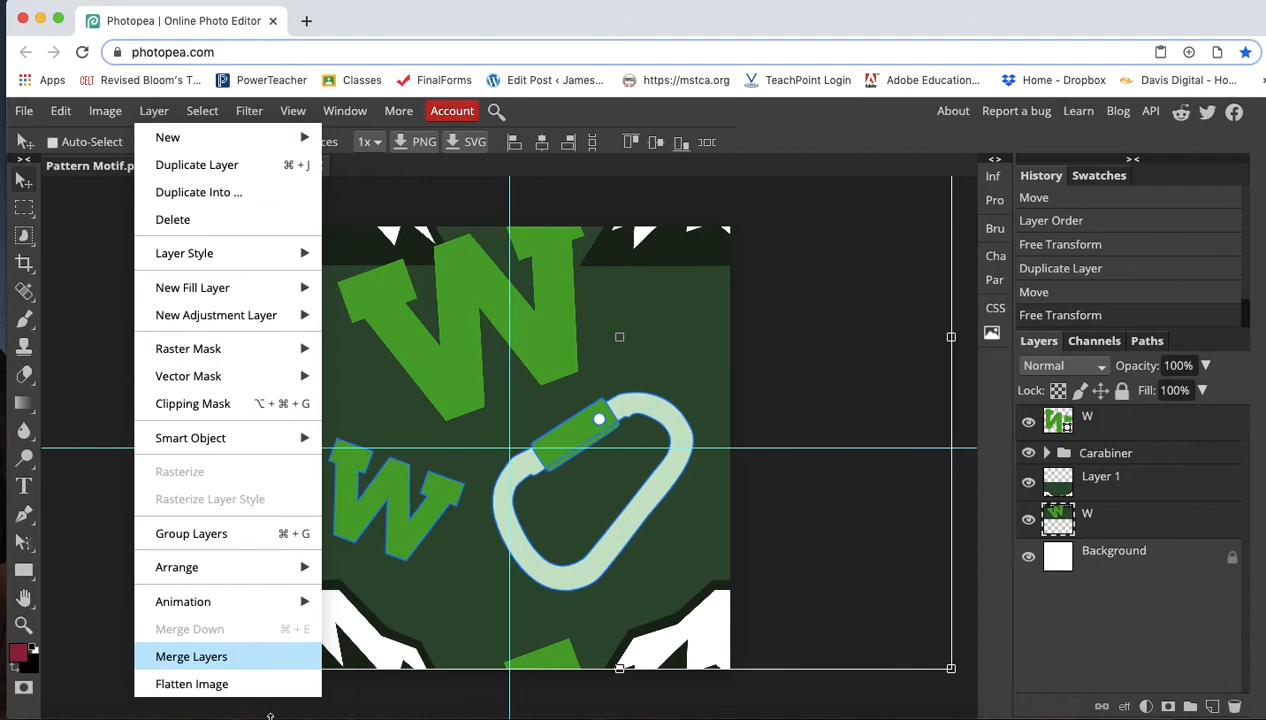 Photopea | Online Photo Editor
photopea.com
Apps
CELT
Revised Bloom's T...
PowerTeacher
Classes
FinalForms
Edit Post ‹ James...
https://mstca.org
TeachPoint Login
Adobe Education...
Home - Dropbox
Davis Digital - Ho...
File Edit Image Layer Select Filter View Window More Account
About Report a bug Learn Blog API
Auto-Select
1x
PNG
SVG
Pattern Motif.p
New
Duplicate Layer ⌘ + J
Duplicate Into ...
Delete
Layer Style
New Fill Layer
New Adjustment Layer
Raster Mask
Vector Mask
Clipping Mask ⌥ + ⌘ + G
Smart Object
Rasterize
Rasterize Layer Style
Group Layers ⌘ + G
Arrange
Animation
Merge Down ⌘ + E
Merge Layers
Flatten Image
W
W
W
Inf
Pro
Bru
Cha
Par
CSS
History Swatches
Move
Layer Order
Free Transform
Duplicate Layer
Move
Free Transform
Layers Channels Paths
Normal Opacity: 100%
Lock: Fill: 100%
W
Carabiner
Layer 1
W
Background
eff